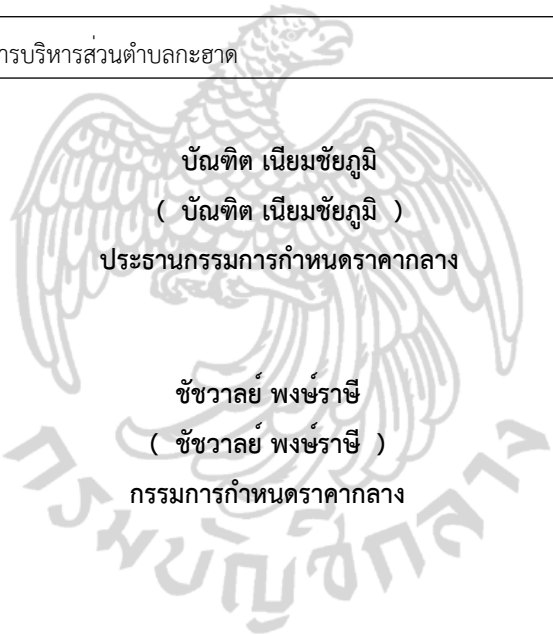 ารบริหารส่วนตำบลกะฮาด
บัณฑิต เนียมชัยภูมิ
( บัณฑิต เนียมชัยภูมิ )
ประธานกรรมการกำหนดราคากลาง
ชัชวาลย์ พงษ์ราษี
( ชัชวาลย์ พงษ์ราษี )
กรรมการกำหนดราคากลาง
กรมบัญชีกลาง